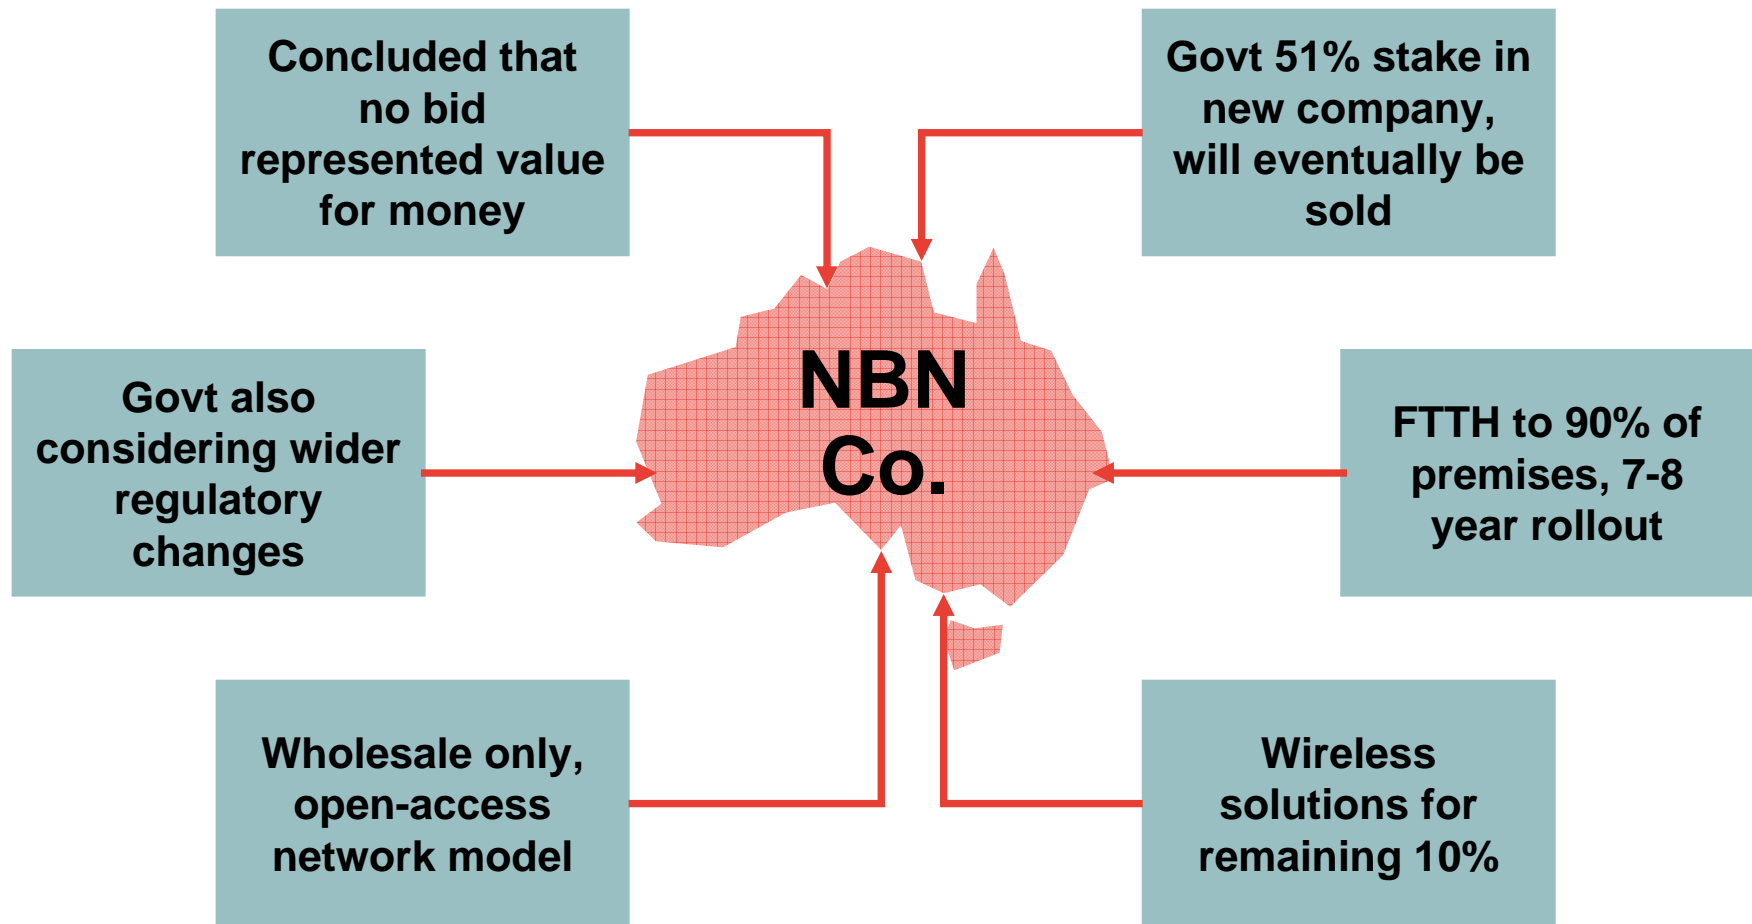 Concluded that
no bid
represented value
for money
Govt 51% stake in
new company,
will eventually be
sold
Govt also
considering wider
regulatory
changes
NBN
Co.
FTTH to 90% of
premises, 7-8
year rollout
Wholesale only,
open-access
network model
Wireless
solutions for
remaining 10%